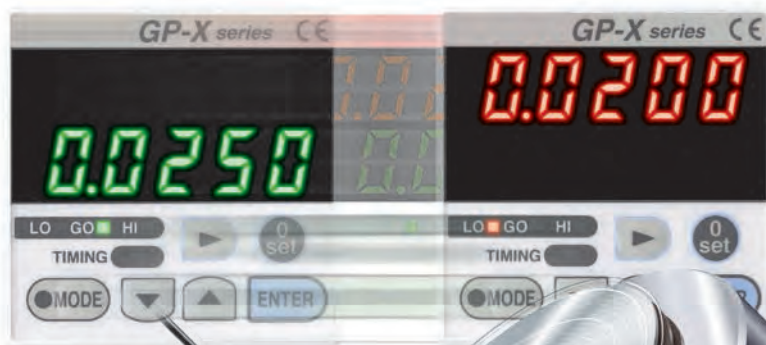 GP-X series CE
0.0250
LO GO HI
TIMING
0 set
MODE
ENTER
GP-X series CE
0.0200
LO GO HI
TIMING
0 set
MODE